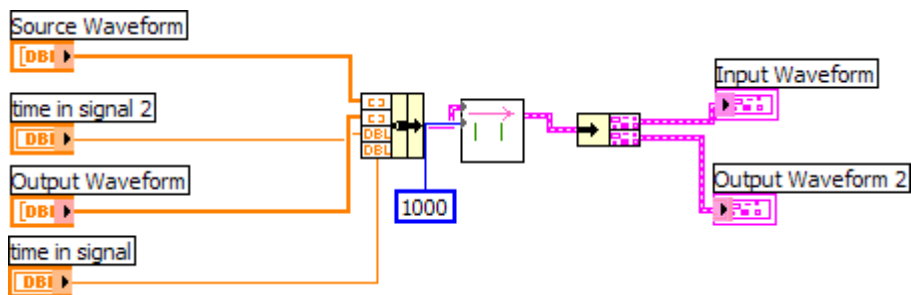 Source Waveform
[DBL
time in signal 2
DBL
Output Waveform
[DBL
time in signal
DBL
DBL
DBL
1000
Input Waveform
Output Waveform 2